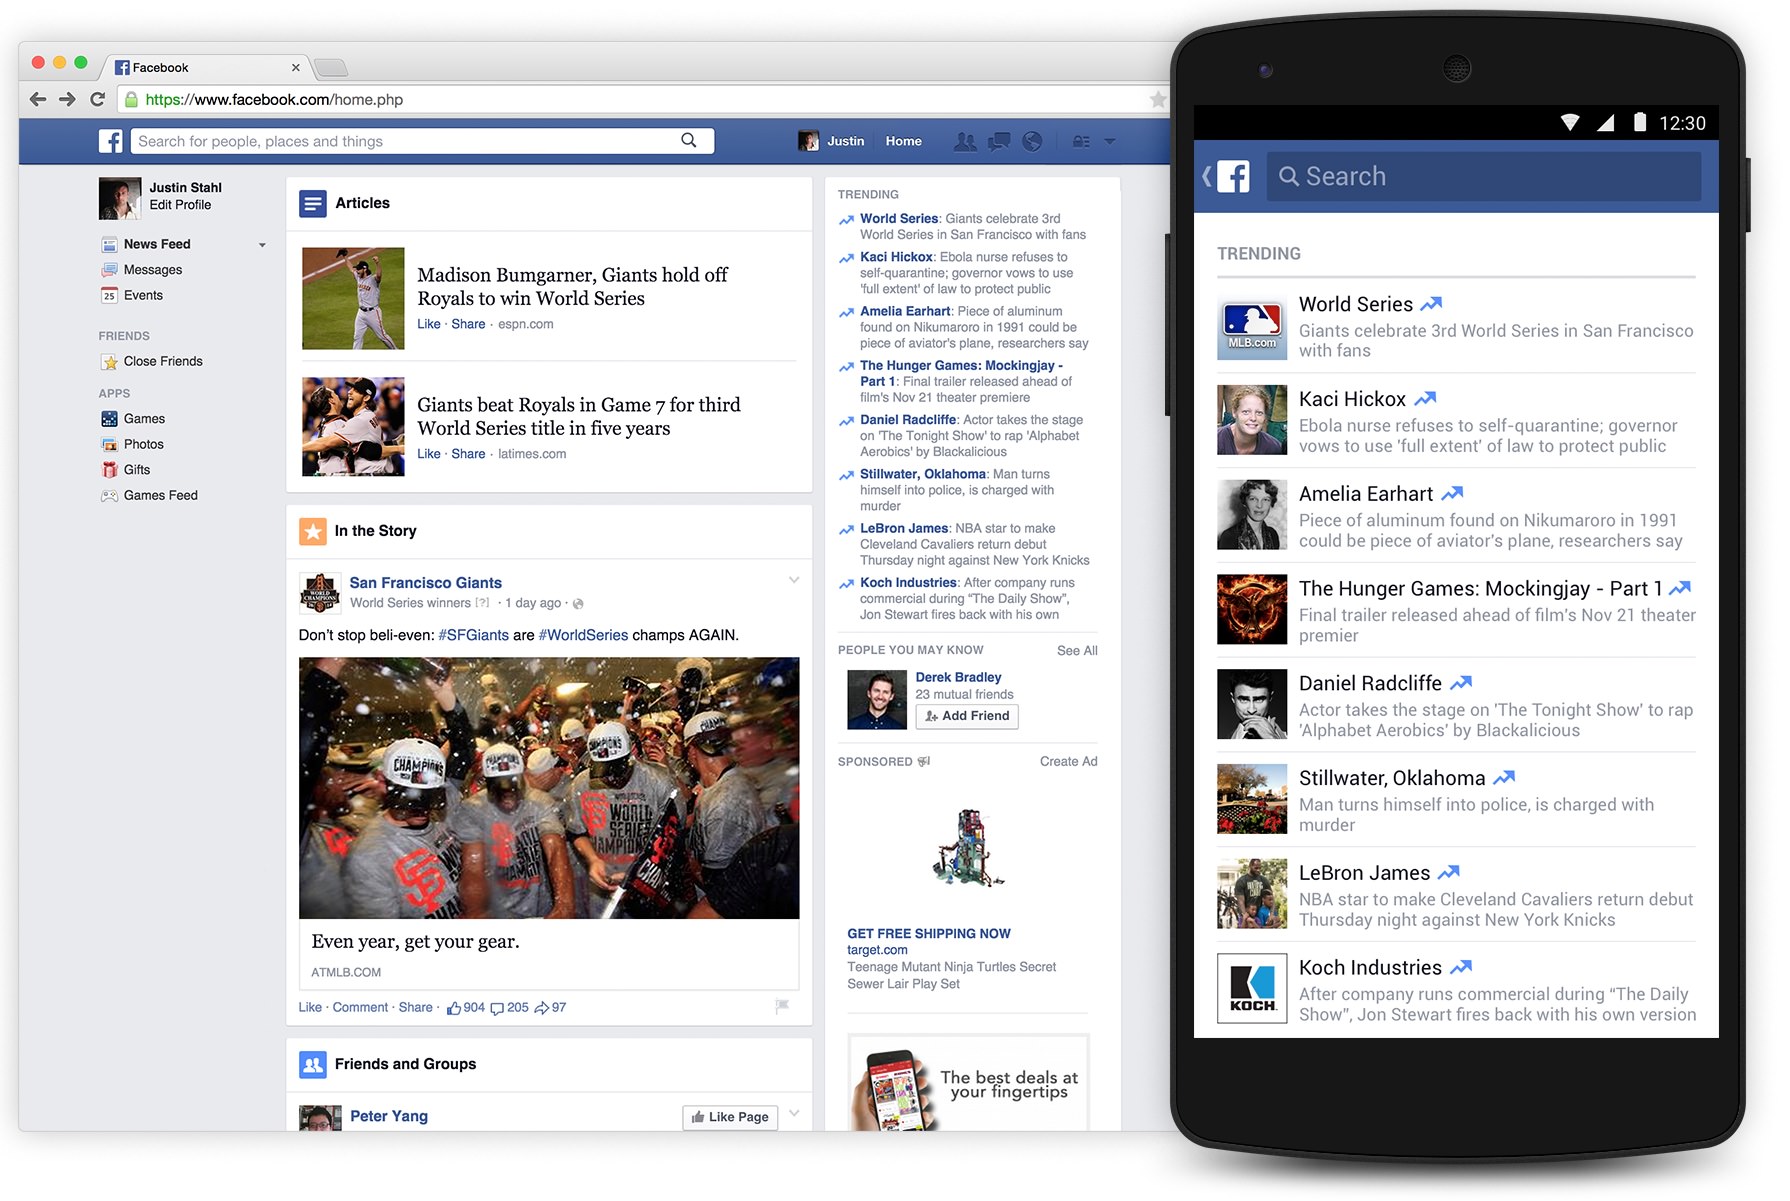 Facebook
https://www.facebook.com/home.php
Search for people, places and things
Justin
Home
Justin Stahl
Edit Profile
News Feed
Messages
25
Events
FRIENDS
Close Friends
APPS
Games
Photos
Gifts
Games Feed
Articles
Madison Bumgarner, Giants hold off
Royals to win World Series
Like · Share · espn.com
Giants beat Royals in Game 7 for third
World Series title in five years
Like · Share · latimes.com
In the Story
WORLD
CHAMPIONS
San Francisco Giants
World Series winners [?] · 1 day ago ·
Don't stop beli-even: #SFGiants are #WorldSeries champs AGAIN.
CHAMPIONS
CHAMPIONS
CHAMPIONS
CHAMPIONS
WORLD
SERIES
Even year, get your gear.
ATMLB.COM
Like · Comment · Share · 904 205 97
Friends and Groups
Peter Yang
Like Page
TRENDING
World Series: Giants celebrate 3rd
World Series in San Francisco with fans
Kaci Hickox: Ebola nurse refuses to
self-quarantine; governor vows to use
'full extent' of law to protect public
Amelia Earhart: Piece of aluminum
found on Nikumaroro in 1991 could be
piece of aviator's plane, researchers say
The Hunger Games: Mockingjay -
Part 1: Final trailer released ahead of
film's Nov 21 theater premiere
Daniel Radcliffe: Actor takes the stage
on 'The Tonight Show' to rap 'Alphabet
Aerobics' by Blackalicious
Stillwater, Oklahoma: Man turns
himself into police, is charged with
murder
LeBron James: NBA star to make
Cleveland Cavaliers return debut
Thursday night against New York Knicks
Koch Industries: After company runs
commercial during “The Daily Show”,
Jon Stewart fires back with his own
PEOPLE YOU MAY KNOW
See All
Derek Bradley
23 mutual friends
Add Friend
SPONSORED
Create Ad
GET FREE SHIPPING NOW
target.com
Teenage Mutant Ninja Turtles Secret
Sewer Lair Play Set
The best deals at
your fingertips
12:30
Search
TRENDING
MLB.com
World Series
Giants celebrate 3rd World Series in San Francisco
with fans
Kaci Hickox
Ebola nurse refuses to self-quarantine; governor
vows to use 'full extent' of law to protect public
Amelia Earhart
Piece of aluminum found on Nikumaroro in 1991
could be piece of aviator's plane, researchers say
The Hunger Games: Mockingjay - Part 1
Final trailer released ahead of film's Nov 21 theater
premier
Daniel Radcliffe
Actor takes the stage on 'The Tonight Show' to rap
'Alphabet Aerobics' by Blackalicious
Stillwater, Oklahoma
Man turns himself into police, is charged with
murder
LeBron James
NBA star to make Cleveland Cavaliers return debut
Thursday night against New York Knicks
KOCH
Koch Industries
After company runs commercial during “The Daily
Show”, Jon Stewart fires back with his own version